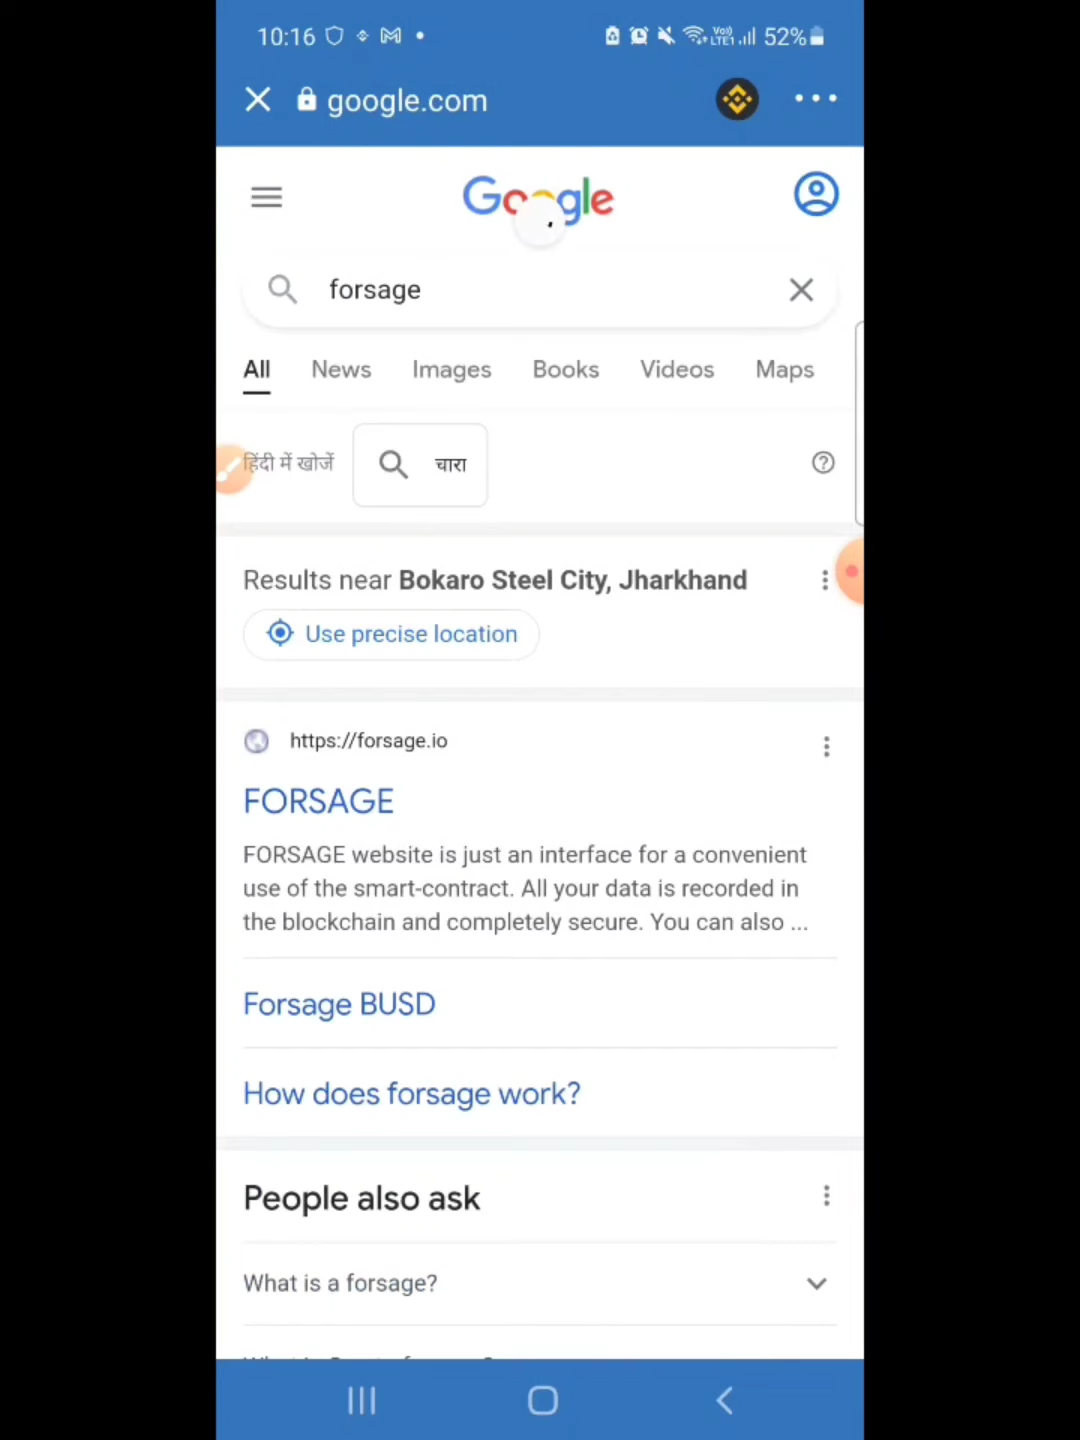 10:16
Vo)) LTE1 52%
google.com
Google
forsage
All News Images Books Videos Maps
हिंदी में खोजें चारा
Results near Bokaro Steel City, Jharkhand
Use precise location
https://forsage.io
FORSAGE
FORSAGE website is just an interface for a convenient
use of the smart-contract. All your data is recorded in
the blockchain and completely secure. You can also ...
Forsage BUSD
How does forsage work?
People also ask
What is a forsage?